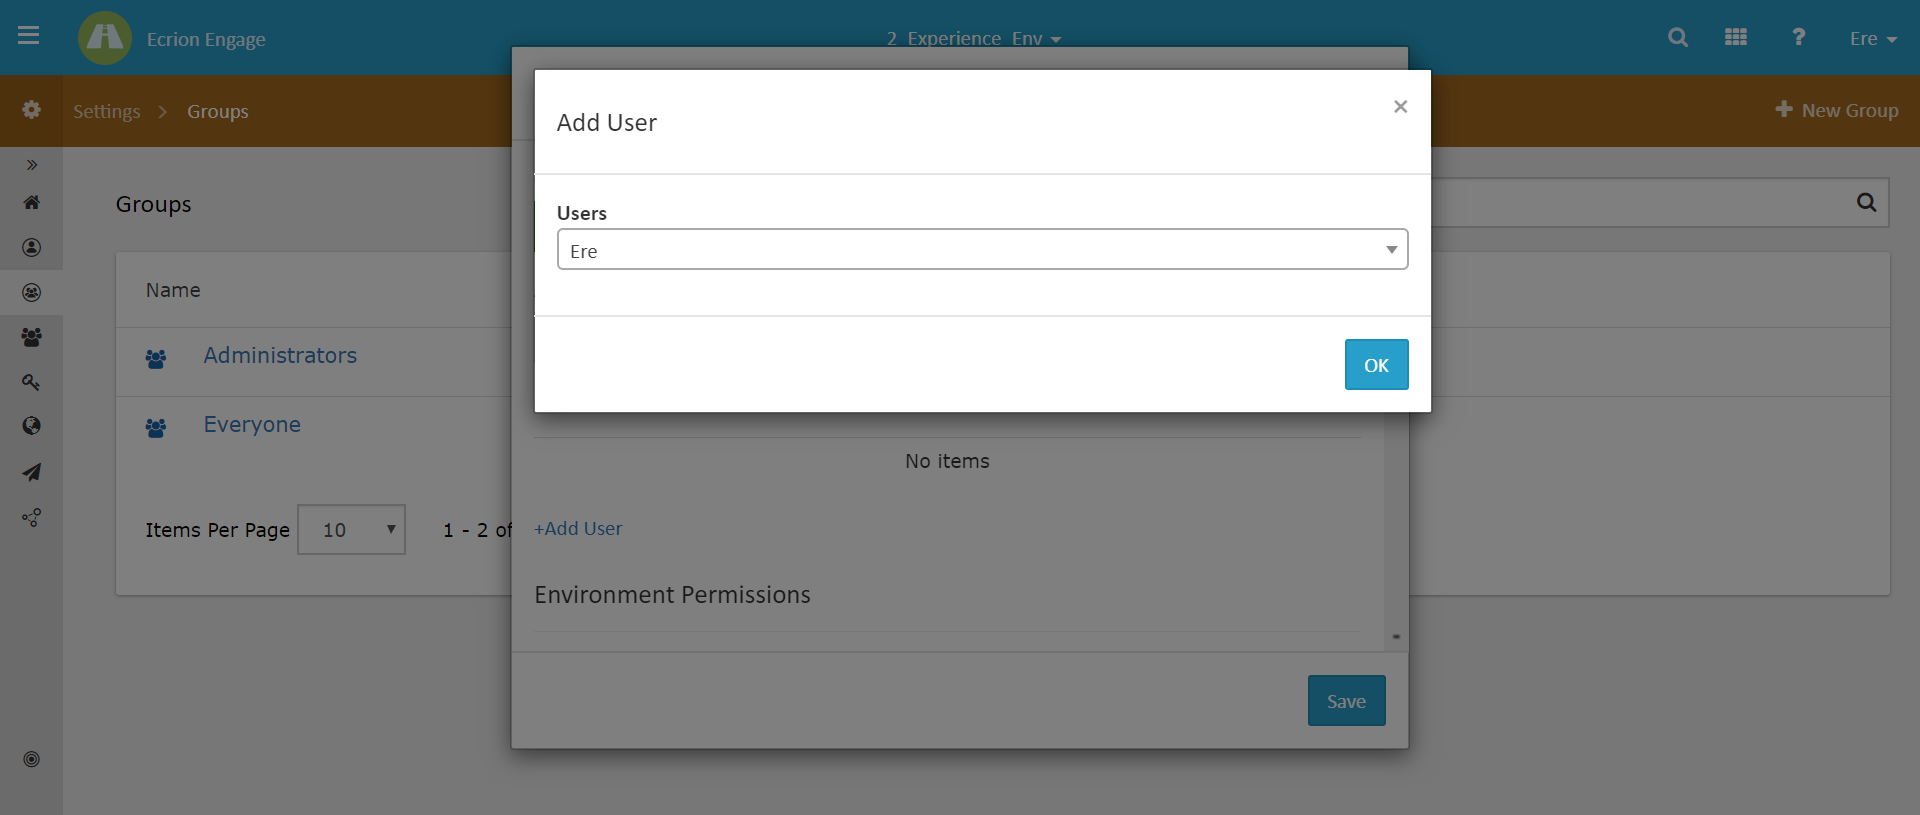 Ecrion Engage
2 Experience Env
Ere
Settings > Groups
+ New Group
Add User
×
Users
Ere
OK
Groups
Name
Administrators
Everyone
Items Per Page 10 1 - 2 of
No items
+Add User
Environment Permissions
Save